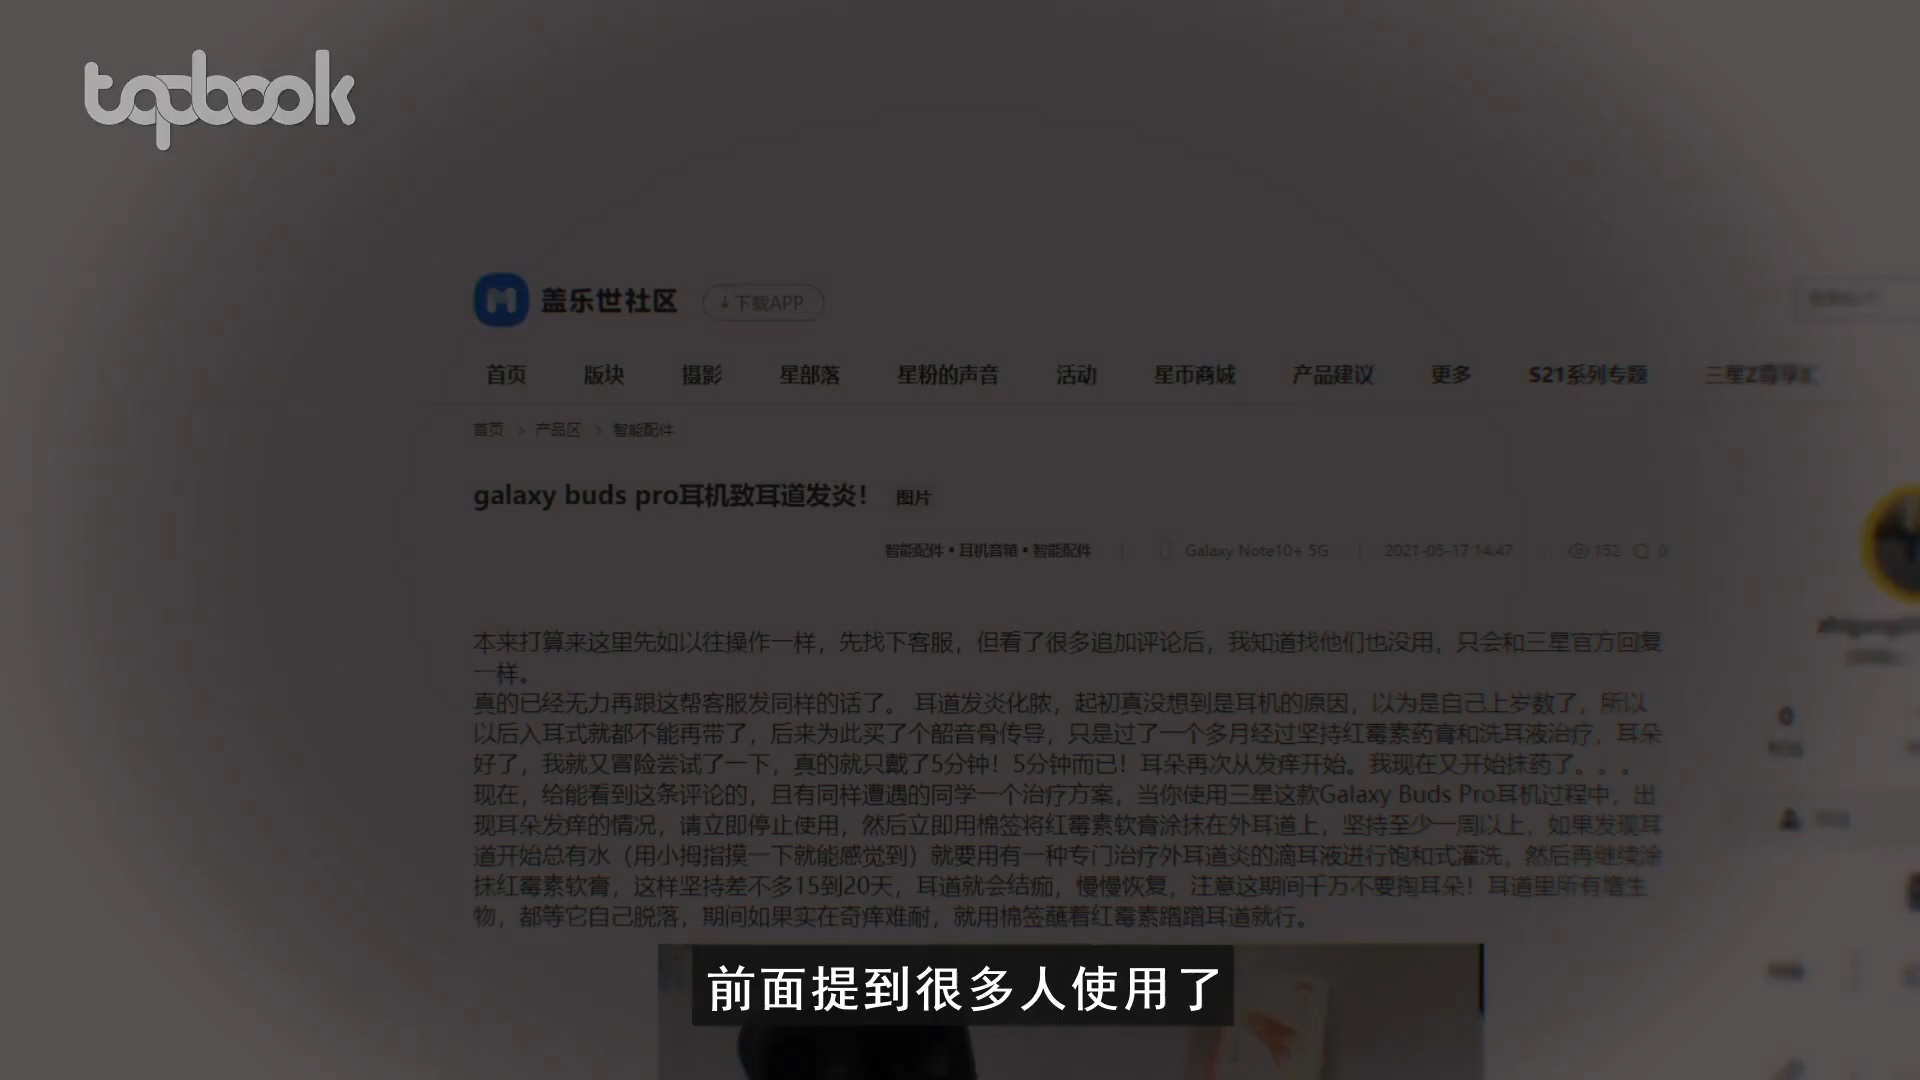 tapbook
盖乐世社区
↓下载APP
首页 版块 摄影 星部落 星粉的声音 活动 星币商城 产品建议 更多 S21系列专题 三星Z尊享汇
首页 > 产品区 > 智能配件
galaxy buds pro耳机致耳道发炎！ 图片
智能配件•耳机音箱•智能配件 | Galaxy Note10+ 5G | 2021-05-17 14:47 | 152 0
本来打算来这里先如以往操作一样，先找下客服，但看了很多追加评论后，我知道找他们也没用，只会和三星官方回复
一样。
真的已经无力再跟这帮客服发同样的话了。 耳道发炎化脓，起初真没想到是耳机的原因，以为是自己上岁数了，所以
以后入耳式就都不能再带了，后来为此买了个韶音骨传导，只是过了一个多月经过坚持红霉素药膏和洗耳液治疗，耳朵
好了，我就又冒险尝试了一下，真的就只戴了5分钟！5分钟而已！耳朵再次从发痒开始。我现在又开始抹药了。。。
现在，给能看到这条评论的，且有同样遭遇的同学一个治疗方案，当你使用三星这款Galaxy Buds Pro耳机过程中，出
现耳朵发痒的情况，请立即停止使用，然后立即用棉签将红霉素软膏涂抹在外耳道上，坚持至少一周以上，如果发现耳
道开始总有水（用小拇指摸一下就能感觉到）就要用有一种专门治疗外耳道炎的滴耳液进行饱和式灌洗，然后再继续涂
抹红霉素软膏，这样坚持差不多15到20天，耳道就会结痂，慢慢恢复，注意这期间千万不要掏耳朵！耳道里所有增生
物，都等它自己脱落，期间如果实在奇痒难耐，就用棉签蘸着红霉素蹭蹭耳道就行。
0
前面提到很多人使用了